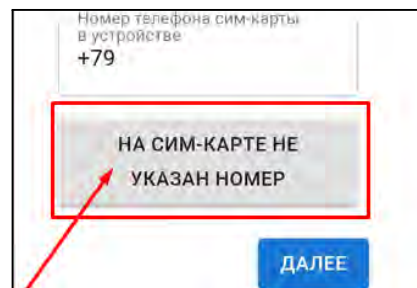 Номер телефона сим-карты
в устройстве
+79
НА СИМ-КАРТЕ НЕ
УКАЗАН НОМЕР
ДАЛЕЕ